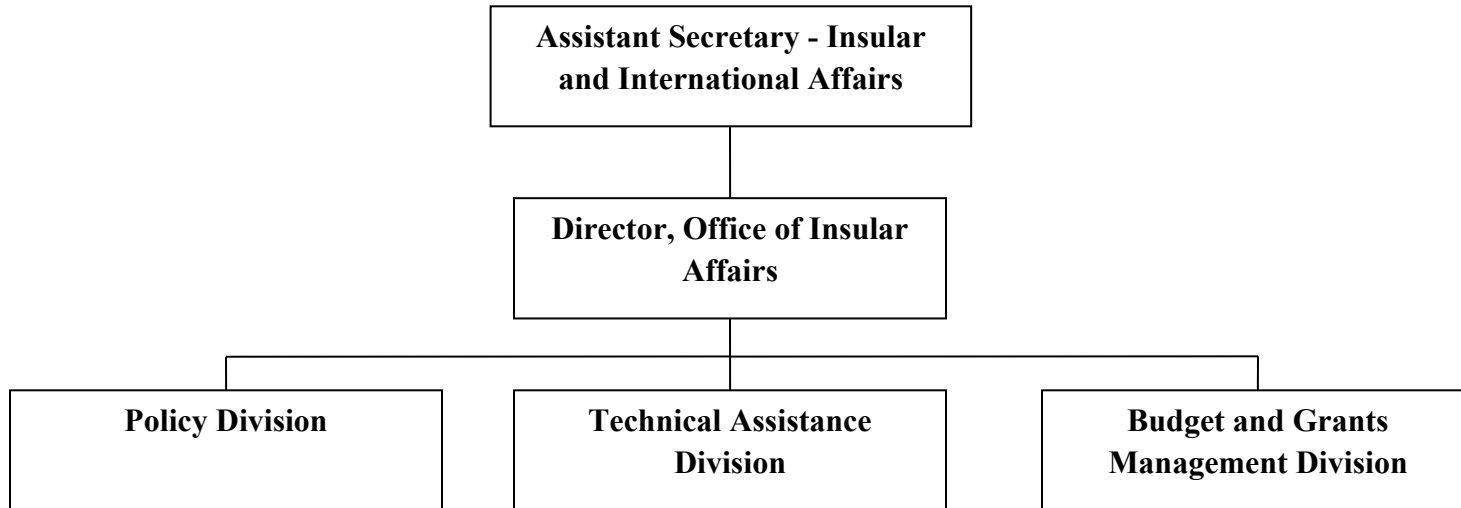 Assistant Secretary - Insular
and International Affairs
Director, Office of Insular
Affairs
Policy Division
Technical Assistance
Division
Budget and Grants
Management Division